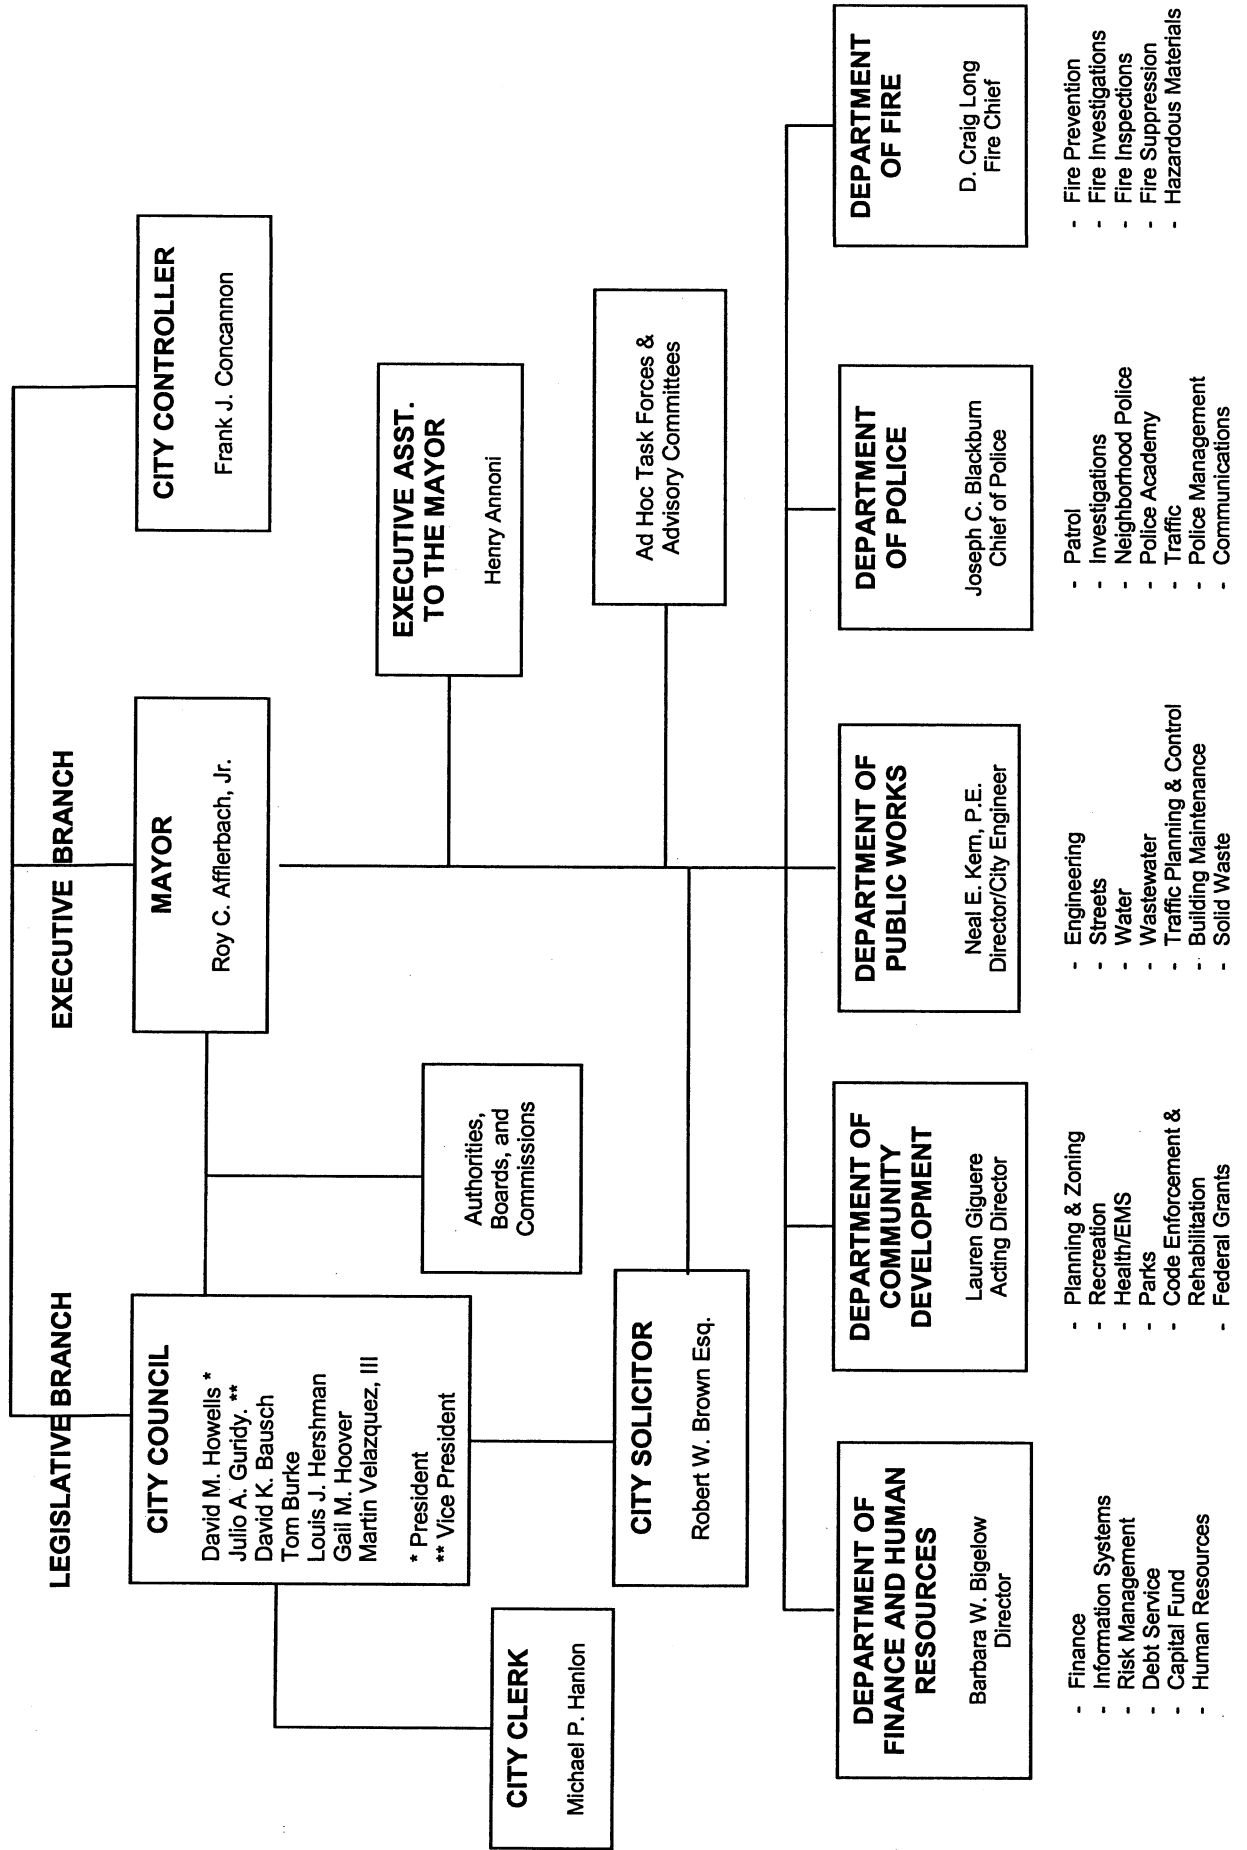 LEGISLATIVE BRANCH
EXECUTIVE BRANCH
CITY COUNCIL
David M. Howells *
Julio A. Guridy. **
David K. Bausch
Tom Burke
Louis J. Hershman
Gail M. Hoover
Martin Velazquez, III
* President
** Vice President
MAYOR
Roy C. Afflerbach, Jr.
CITY CONTROLLER
Frank J. Concannon
Authorities,
Boards, and
Commissions
EXECUTIVE ASST.
TO THE MAYOR
Henry Annoni
CITY CLERK
Michael P. Hanlon
CITY SOLICITOR
Robert W. Brown Esq.
Ad Hoc Task Forces &
Advisory Committees
DEPARTMENT OF
FINANCE AND HUMAN
RESOURCES
Barbara W. Bigelow
Director
- Finance
- Information Systems
- Risk Management
- Debt Service
- Capital Fund
- Human Resources
DEPARTMENT OF
COMMUNITY
DEVELOPMENT
Lauren Giguere
Acting Director
- Planning & Zoning
- Recreation
- Health/EMS
- Parks
- Code Enforcement &
Rehabilitation
- Federal Grants
DEPARTMENT OF
PUBLIC WORKS
Neal E. Kern, P.E.
Director/City Engineer
- Engineering
- Streets
- Water
- Wastewater
- Traffic Planning & Control
- Building Maintenance
- Solid Waste
DEPARTMENT
OF POLICE
Joseph C. Blackburn
Chief of Police
- Patrol
- Investigations
- Neighborhood Police
- Police Academy
- Traffic
- Police Management
- Communications
DEPARTMENT
OF FIRE
D. Craig Long
Fire Chief
- Fire Prevention
- Fire Investigations
- Fire Inspections
- Fire Suppression
- Hazardous Materials